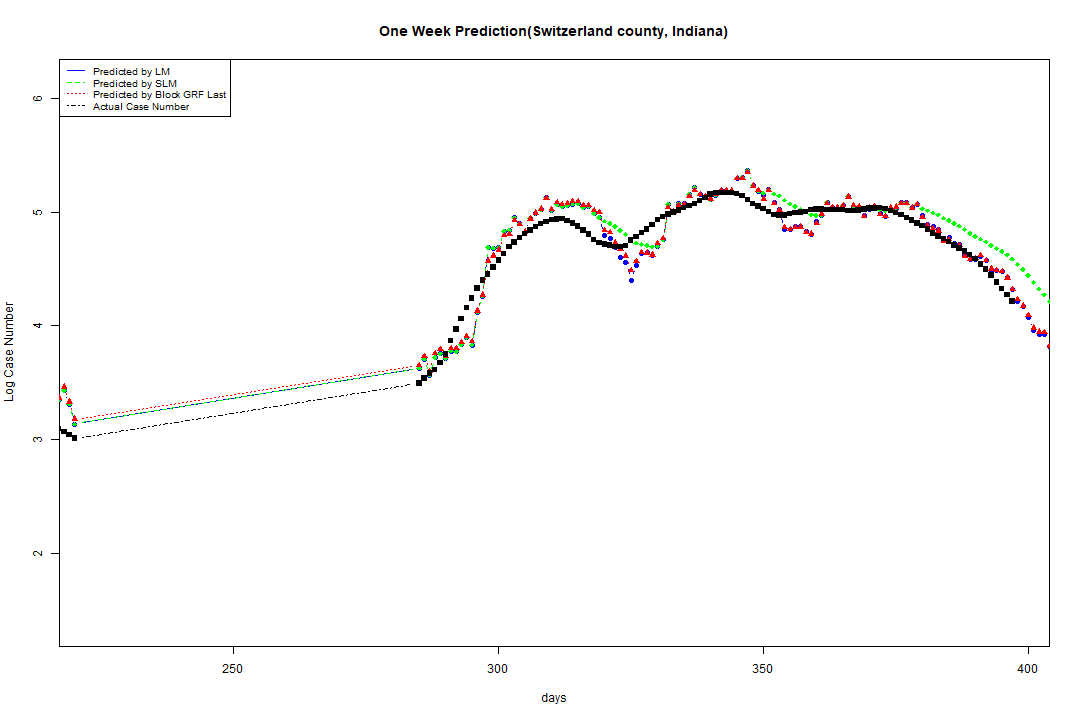 One Week Prediction(Switzerland county, Indiana)
Predicted by LM
Predicted by SLM
Predicted by Block GRF Last
Actual Case Number
6
5
4
3
2
Log Case Number
250 300 350 400
days